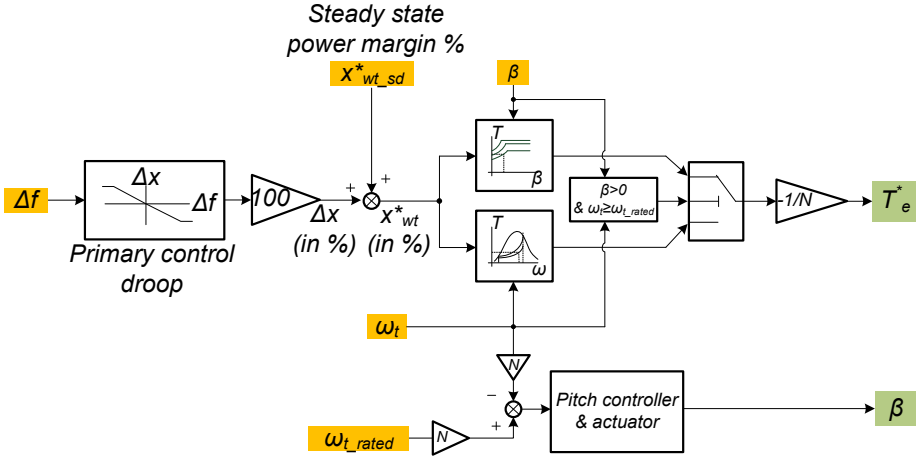 Steady state
power margin %
x*wt_sd
β
T
β
Δx
Δf
Δf
100
+
+
Δx
(in %)
x*wt
(in %)
β>0
& ωt≥ωt_rated
-1/N
T*e
Primary control
droop
T
ω
ωt
N
−
+
Pitch controller
& actuator
β
ωt_rated
N